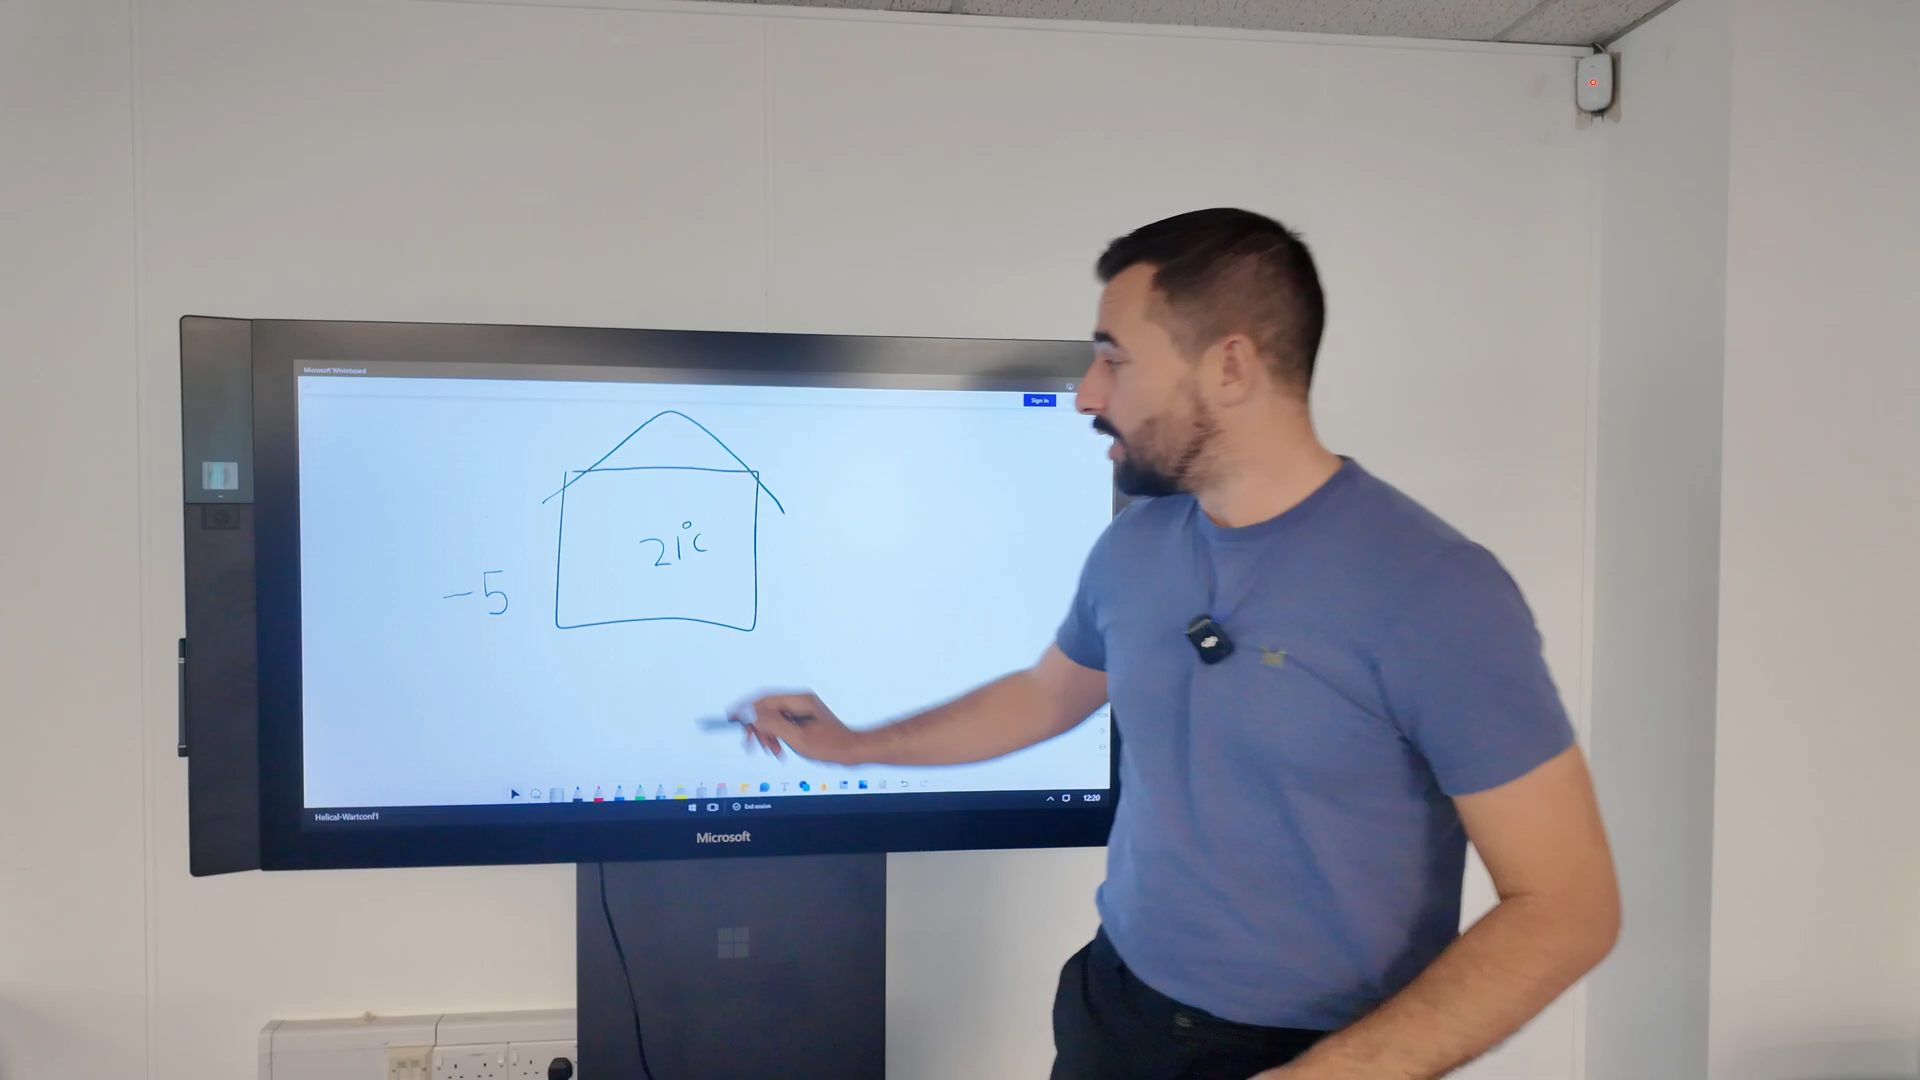 Microsoft Whiteboard
Sign in
21°C
-5
End session
12:20
Helical-Wartconf1
Microsoft